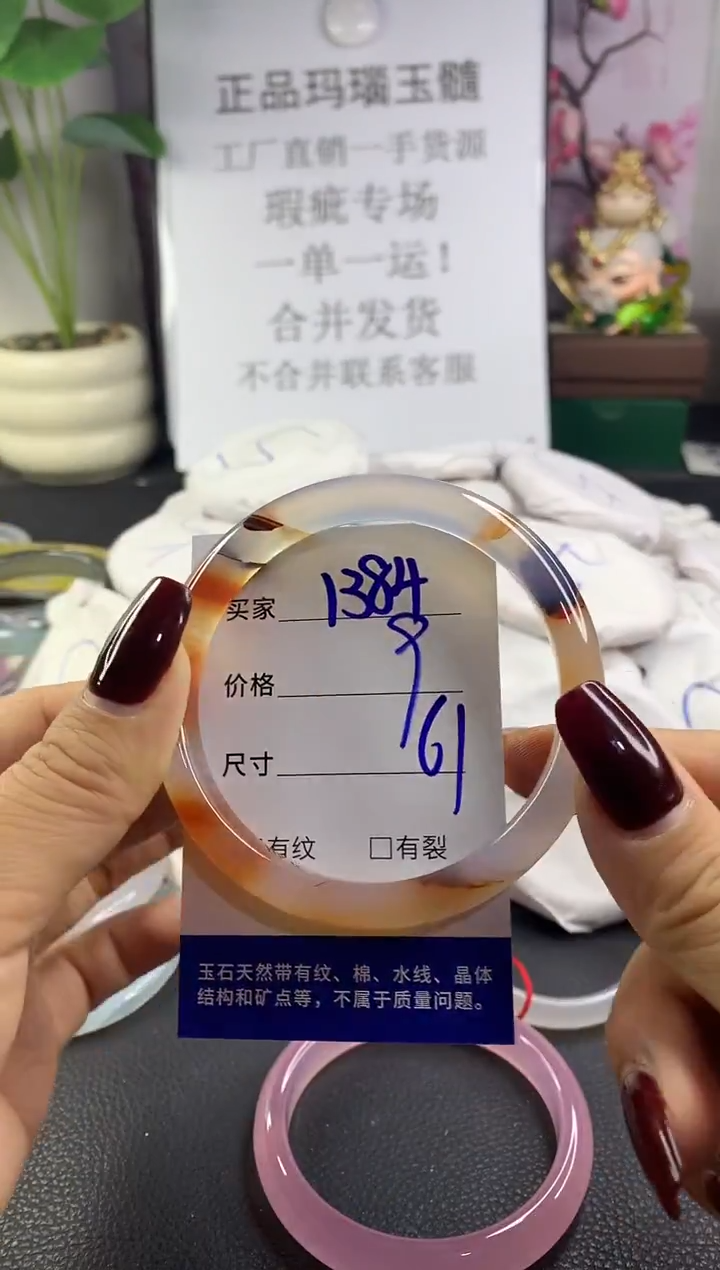 正品玛瑙玉髓
工厂直销一手货源
瑕疵专场
一单一运！
合并发货
不合并联系客服
买家 1384
价格
尺寸 61
有纹 □有裂
玉石天然带有纹、棉、水线、晶体
结构和矿点等，不属于质量问题。